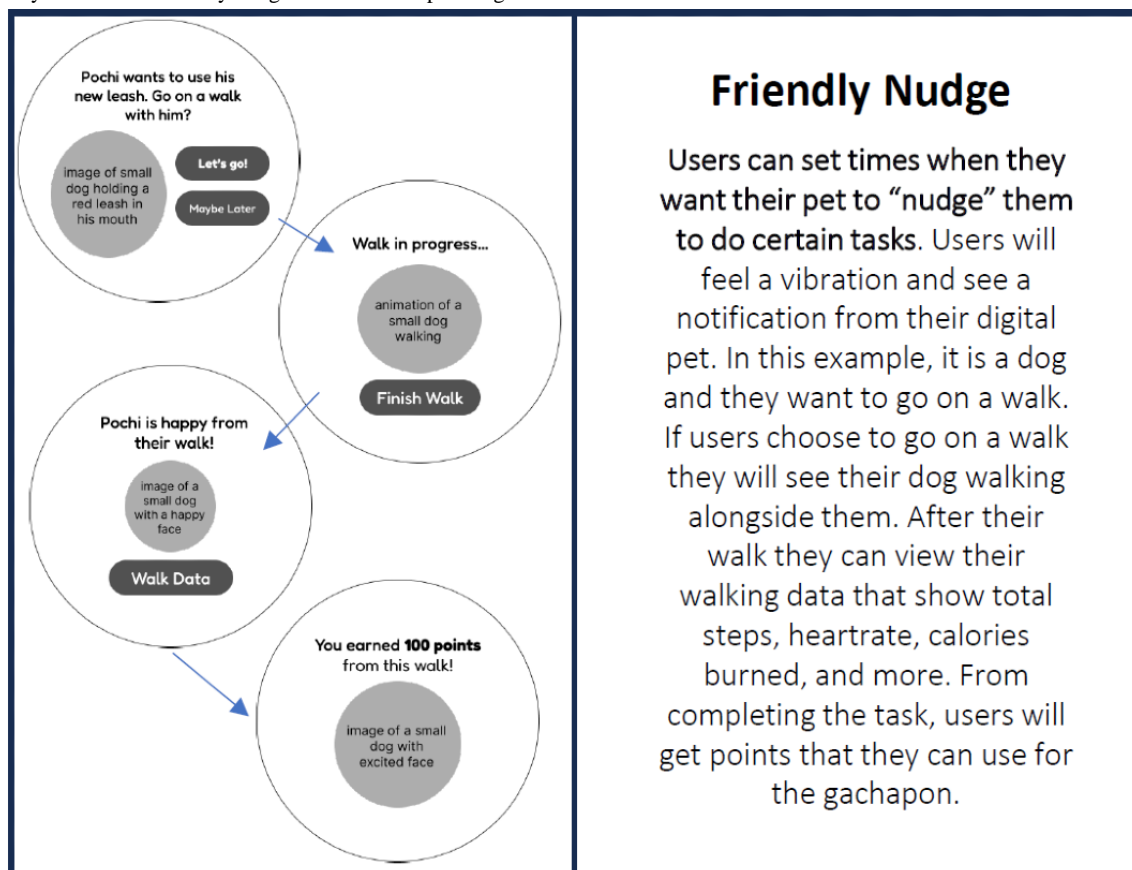 Pochi wants to use his
new leash. Go on a walk
with him?
image of small
dog holding a
red leash in
his mouth
Let's go!
Maybe Later
Walk in progress...
animation of a
small dog
walking
Finish Walk
Pochi is happy from
their walk!
image of a
small dog
with a happy
face
Walk Data
You earned 100 points
from this walk!
image of a small
dog with
excited face
Friendly Nudge
Users can set times when they
want their pet to “nudge” them
to do certain tasks. Users will
feel a vibration and see a
notification from their digital
pet. In this example, it is a dog
and they want to go on a walk.
If users choose to go on a walk
they will see their dog walking
alongside them. After their
walk they can view their
walking data that show total
steps, heartrate, calories
burned, and more. From
completing the task, users will
get points that they can use for
the gachapon.